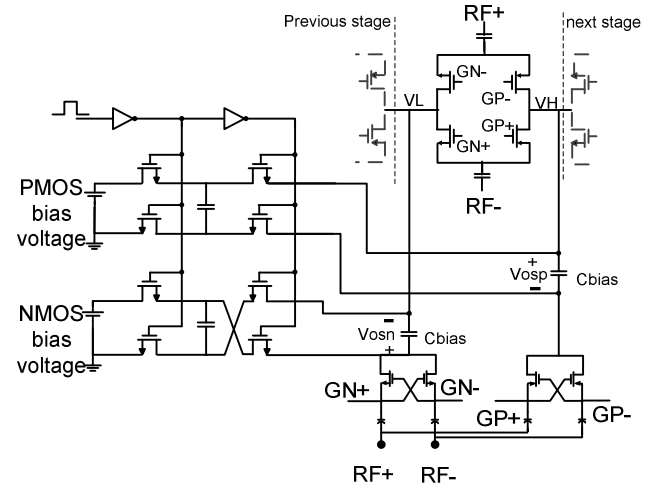 RF+
Previous stage
next stage
GN-
GP-
VL
VH
GP+
GN+
RF-
PMOS
bias
voltage
+
Vosp
Cbias
-
NMOS
bias
voltage
-
Vosn
Cbias
+
GN+
GN-
GP+
GP-
RF+
RF-